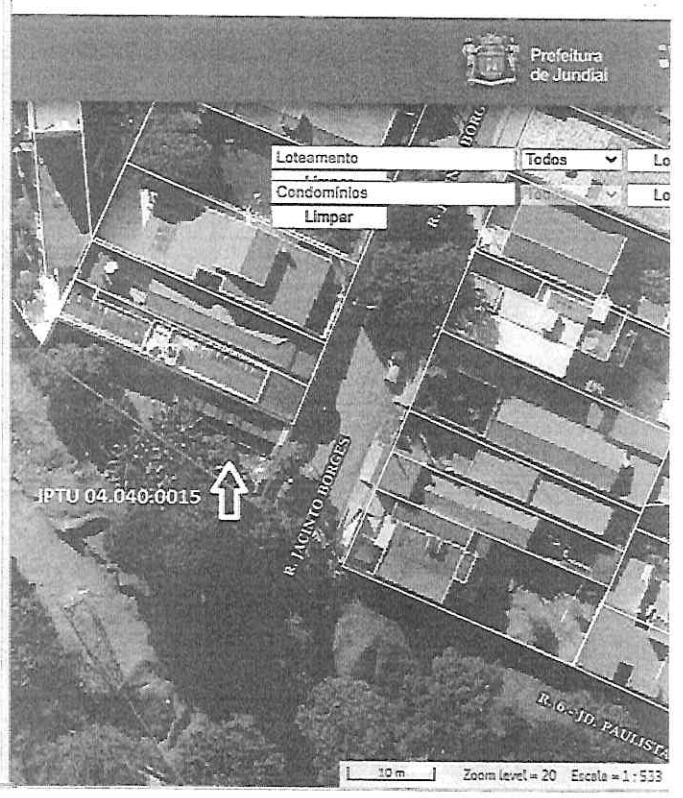 Prefeitura
de Jundiaí
Loteamento
Todos
Lo
Limpar
Condomínios
Lo
Limpar
IPTU 04.040.0015
R. JACINTO BORGES
R. 6 - JD. PAULISTA
10 m
Zoom level = 20
Escala = 1 : 533